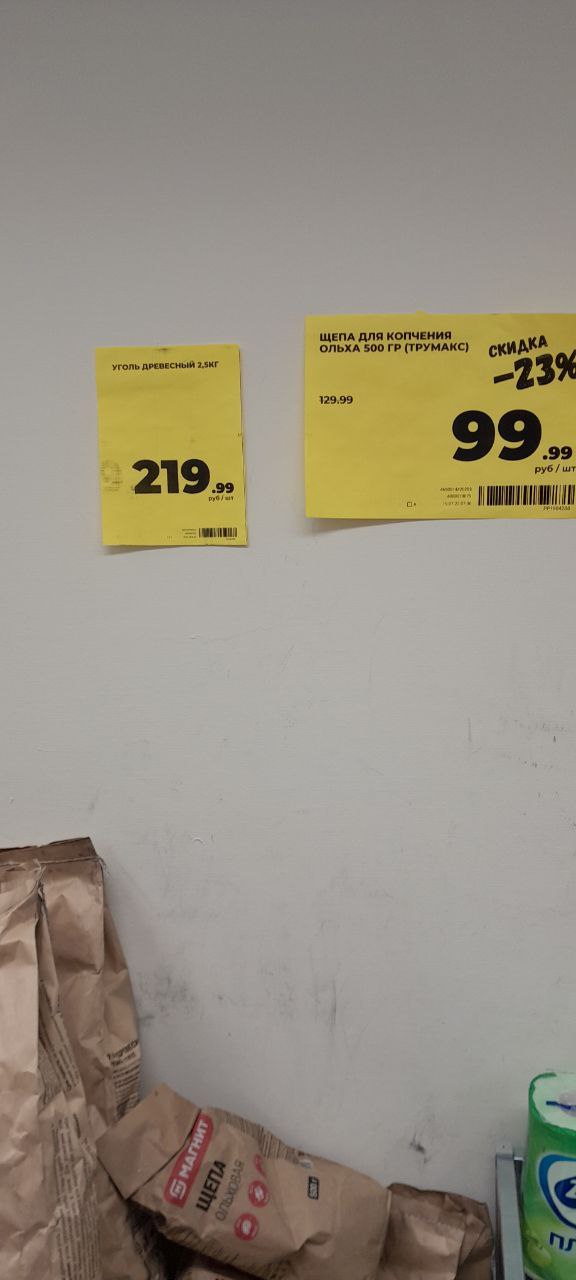 УГОЛЬ ДРЕВЕСНЫЙ 2,5КГ
219.99
руб / шт
ЩЕПА ДЛЯ КОПЧЕНИЯ
ОЛЬХА 500 ГР (ТРУМАКС)
СКИДКА
-23%
129.99
99.99
руб / шт
МАГНИТ
ЩЕПА
ОЛЬХОВАЯ
500 г